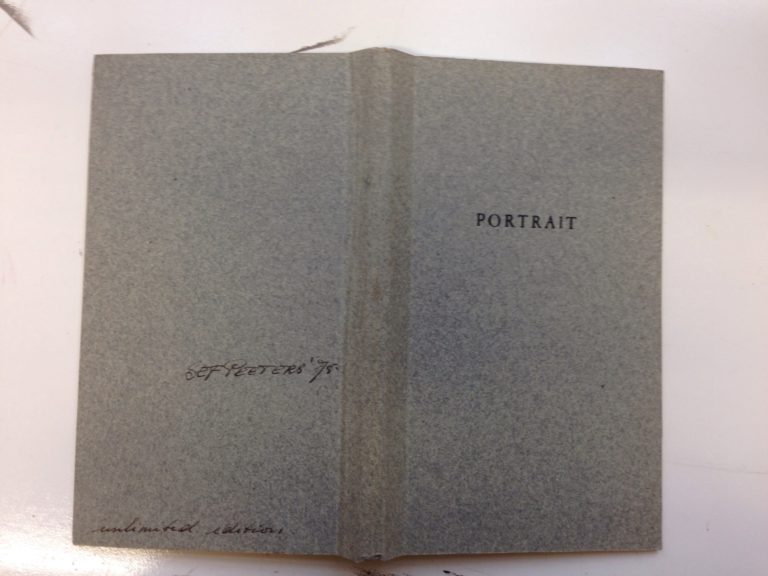 PORTRAIT
SEF PEETERS '75
unlimited edition